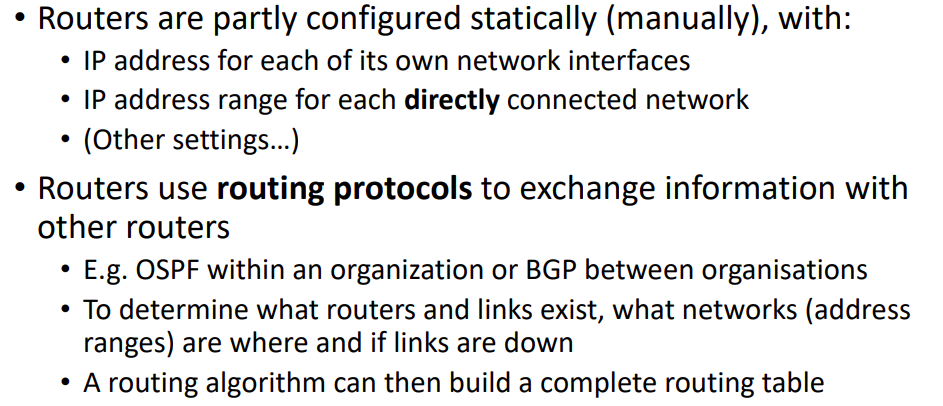 • Routers are partly configured statically (manually), with:
• IP address for each of its own network interfaces
• IP address range for each directly connected network
• (Other settings…)
• Routers use routing protocols to exchange information with
other routers
• E.g. OSPF within an organization or BGP between organisations
• To determine what routers and links exist, what networks (address
ranges) are where and if links are down
• A routing algorithm can then build a complete routing table